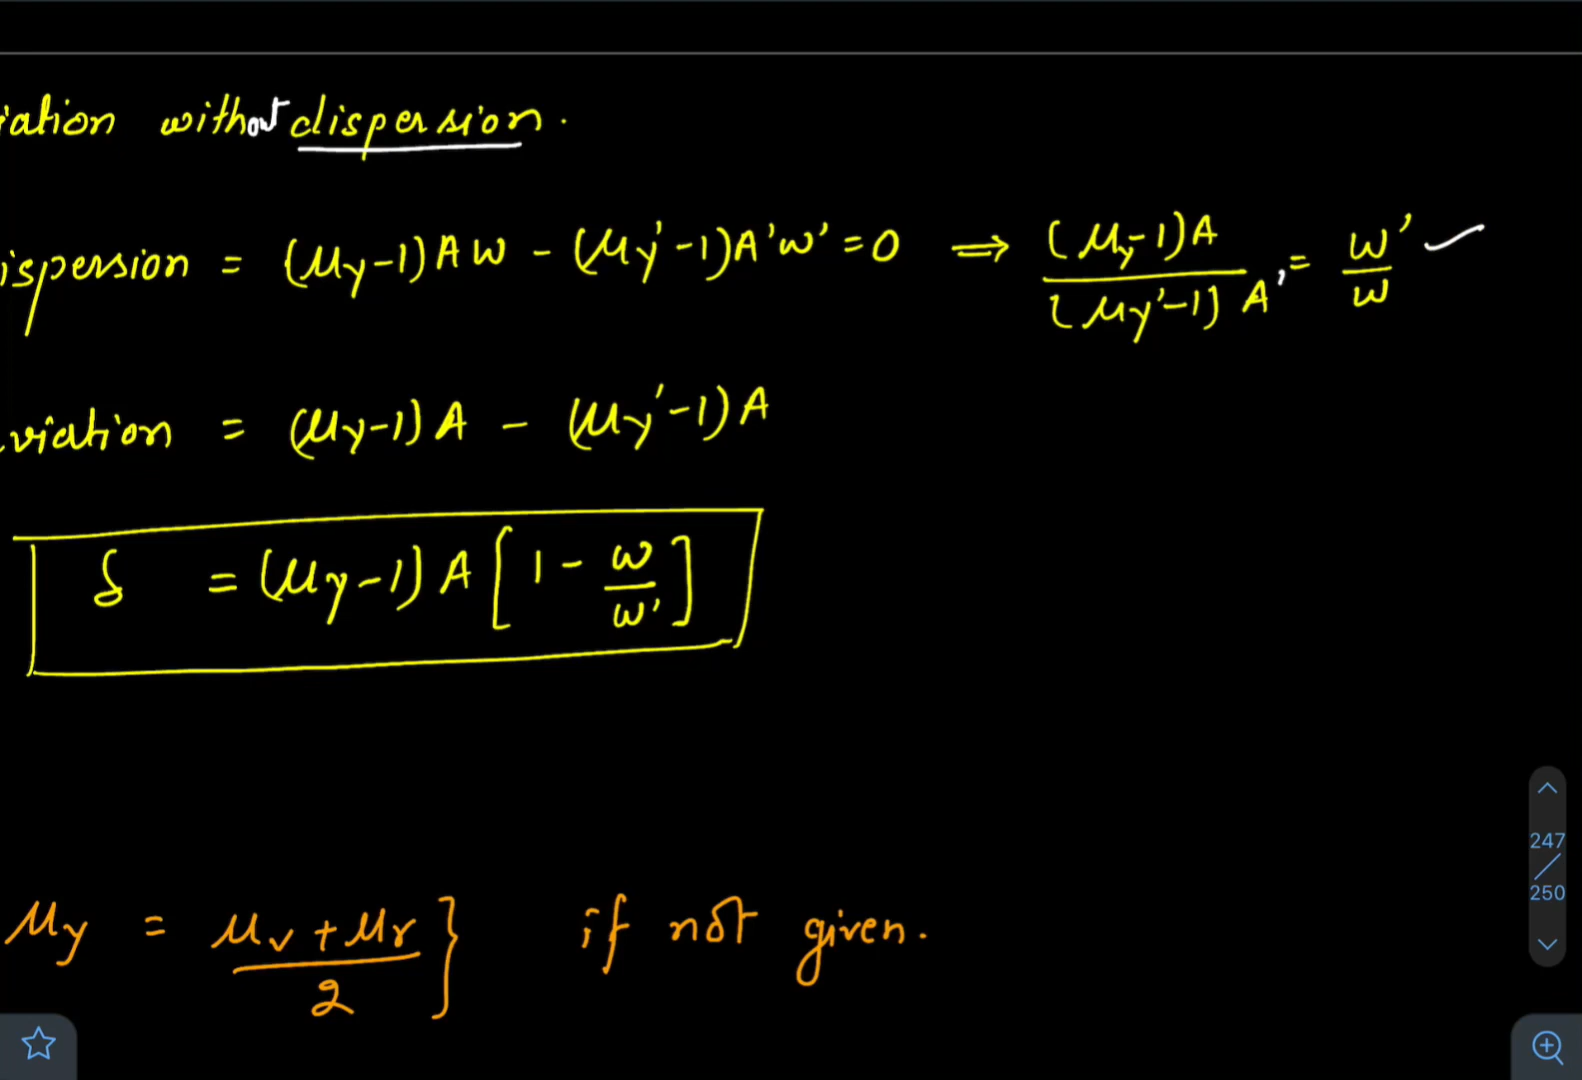 iation without dispersion.
ispersion = (μy-1)Aω - (μy'-1)A'ω' = 0 ⇒ (μy-1)A / (μy'-1)A' = ω'/ω ✓
viation = (μy-1)A - (μy'-1)A
δ = (μy-1)A[1 - ω/ω']
μy = (μv+μr)/2 } if not given.
247
/
250